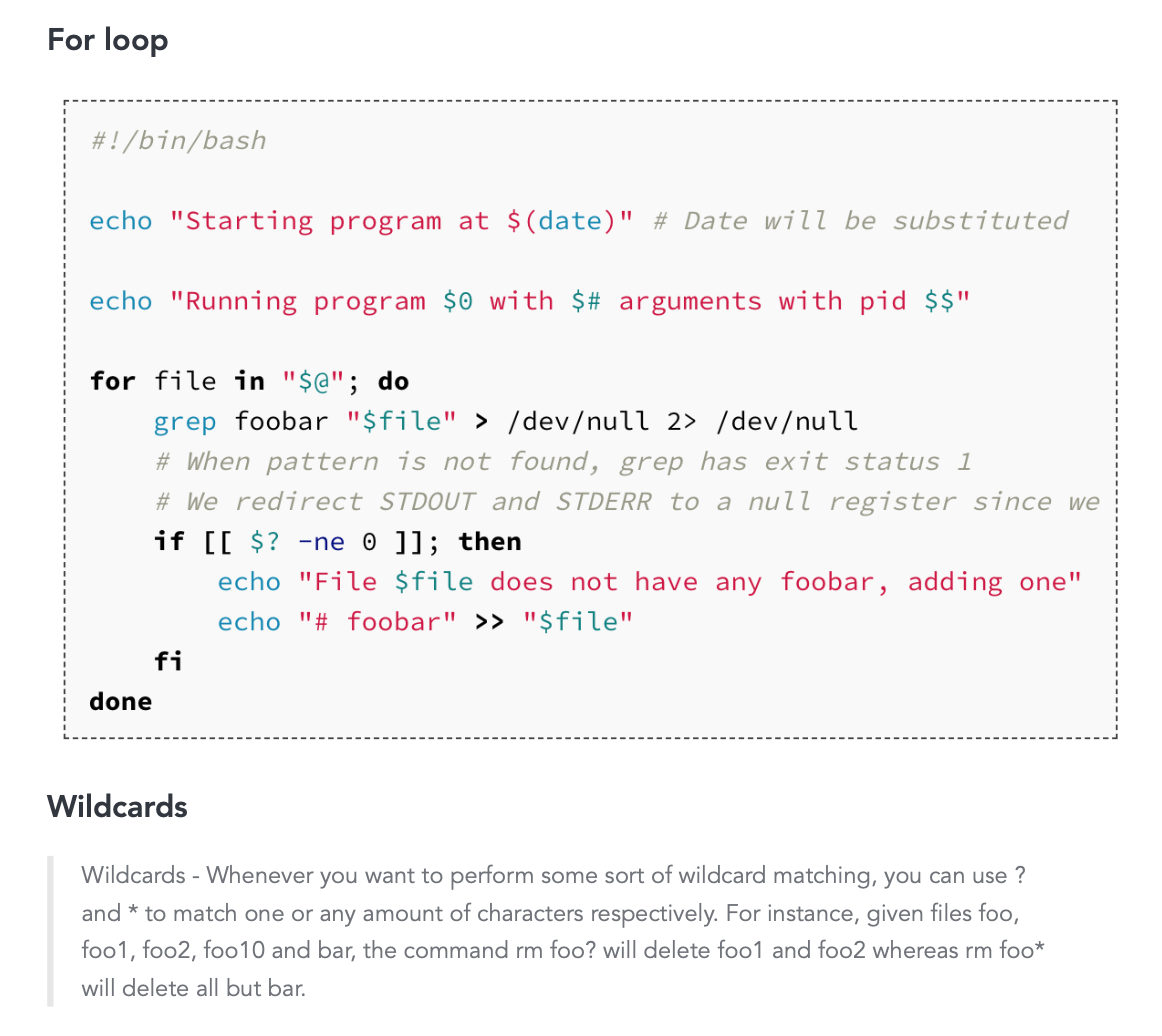 For loop
#!/bin/bash
echo "Starting program at $(date)" # Date will be substituted
echo "Running program $0 with $# arguments with pid $$"
for file in "$@"; do
    grep foobar "$file" > /dev/null 2> /dev/null
    # When pattern is not found, grep has exit status 1
    # We redirect STDOUT and STDERR to a null register since we
    if [[ $? -ne 0 ]]; then
        echo "File $file does not have any foobar, adding one"
        echo "# foobar" >> "$file"
    fi
done
Wildcards
Wildcards - Whenever you want to perform some sort of wildcard matching, you can use ?
and * to match one or any amount of characters respectively. For instance, given files foo,
foo1, foo2, foo10 and bar, the command rm foo? will delete foo1 and foo2 whereas rm foo*
will delete all but bar.